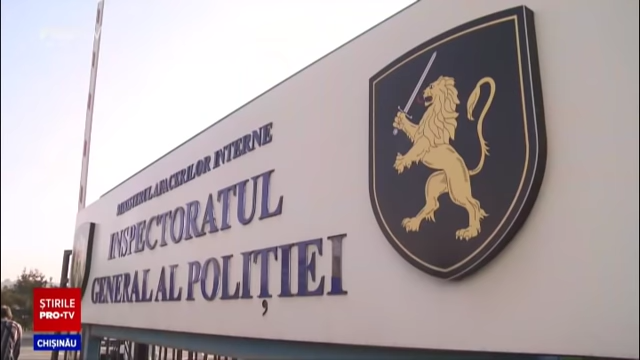 MINISTERUL AFACERILOR INTERNE
INSPECTORATUL
GENERAL AL POLIȚIEI
ȘTIRILE
PRO•TV
CHIȘINĂU